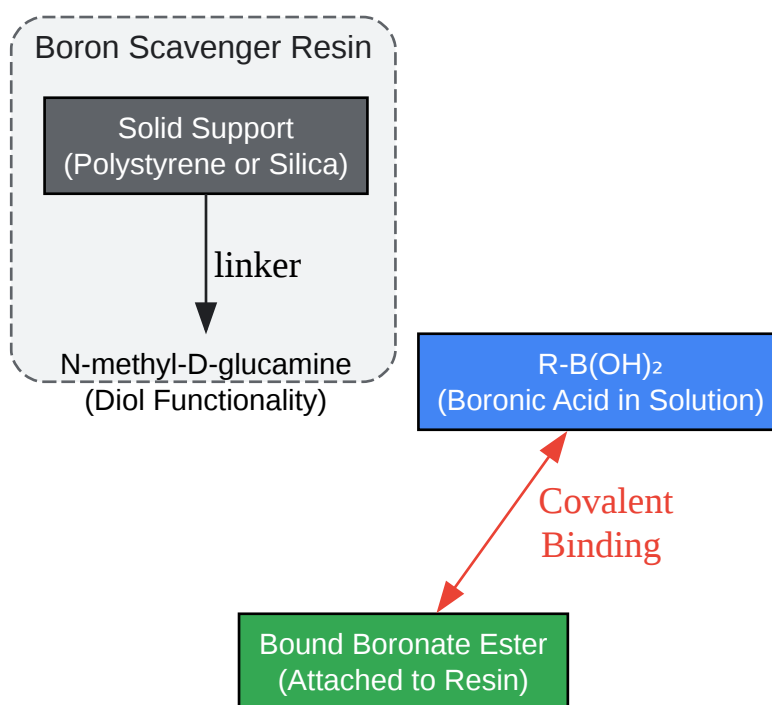 Boron Scavenger Resin
Solid Support
(Polystyrene or Silica)
linker
N-methyl-D-glucamine
(Diol Functionality)
R-B(OH)₂
(Boronic Acid in Solution)
Covalent
Binding
Bound Boronate Ester
(Attached to Resin)